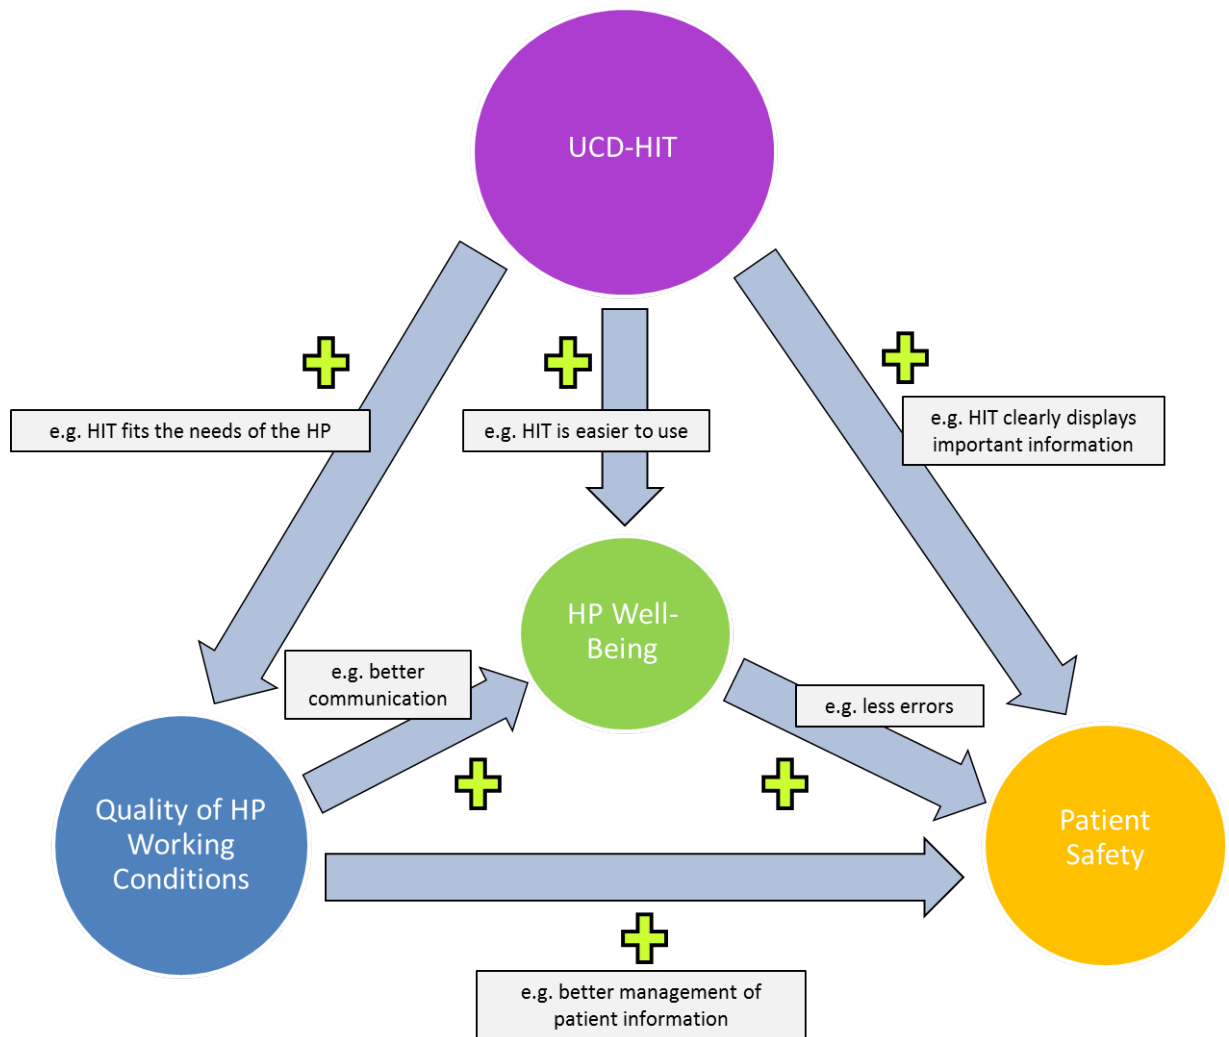 UCD-HIT
e.g. HIT fits the needs of the HP
e.g. HIT is easier to use
e.g. HIT clearly displays
important information
HP Well-
Being
e.g. better
communication
e.g. less errors
Quality of HP
Working
Conditions
Patient
Safety
e.g. better management of
patient information